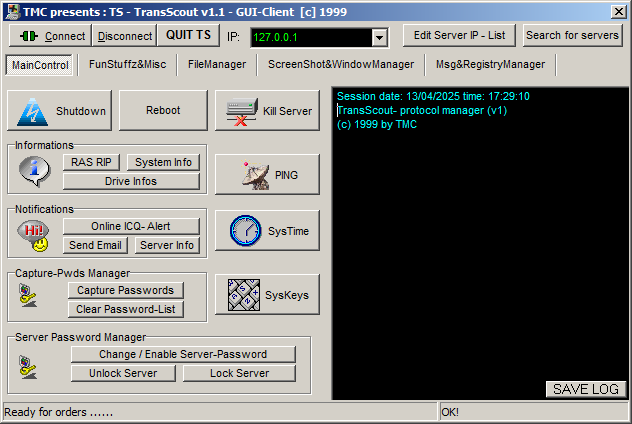 TMC presents : TS - TransScout v1.1 - GUI-Client [c] 1999
Connect
Disconnect
QUIT TS
IP:
127.0.0.1
Edit Server IP - List
Search for servers
MainControl
FunStuffz&Misc
FileManager
ScreenShot&WindowManager
Msg&RegistryManager
Shutdown
Reboot
Kill Server
Informations
RAS RIP
System Info
Drive Infos
PING
Notifications
Hi!
Online ICQ- Alert
Send Email
Server Info
SysTime
Capture-Pwds Manager
Capture Passwords
Clear Password-List
SysKeys
Server Password Manager
Change / Enable Server-Password
Unlock Server
Lock Server
Session date: 13/04/2025 time: 17:29:10
TransScout- protocol manager (v1)
(c) 1999 by TMC
SAVE LOG
Ready for orders ......
OK!